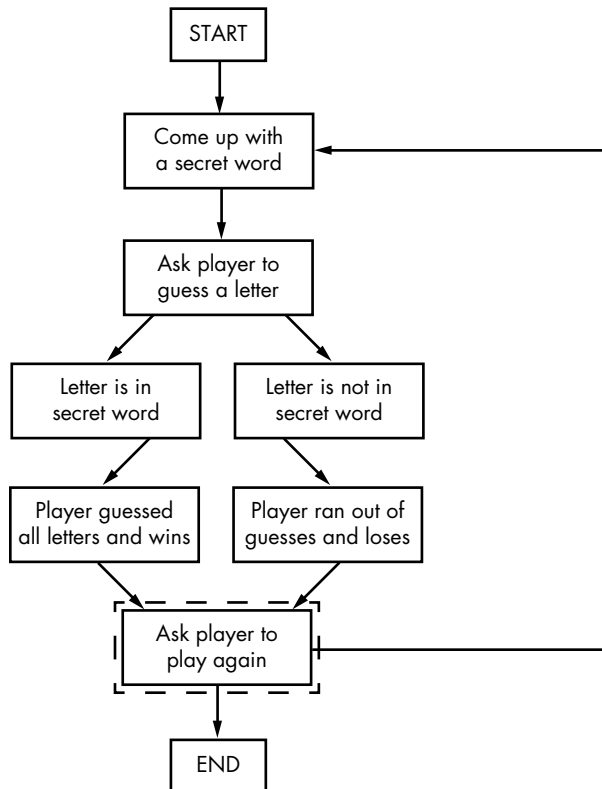 START
Come up with
a secret word
Ask player to
guess a letter
Letter is in
secret word
Letter is not in
secret word
Player guessed
all letters and wins
Player ran out of
guesses and loses
Ask player to
play again
END